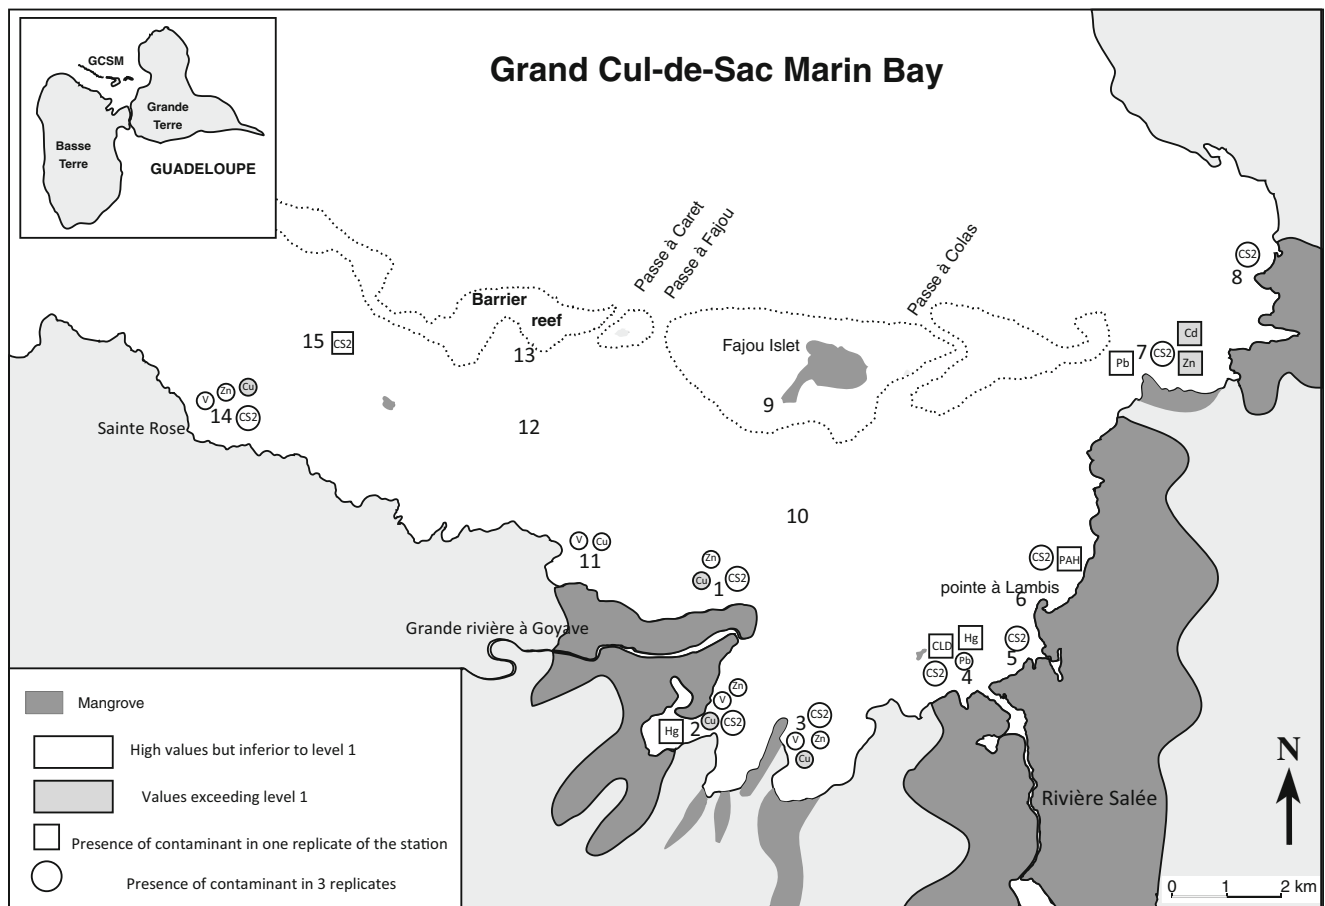 Grand Cul-de-Sac Marin Bay
GCSM
Grande
Terre
Basse
Terre
GUADELOUPE
Passe à Caret
Passe à Fajou
Passe à Colas
Barrier
reef
Fajou Islet
CS2
8
15 CS2
13
9
12
10
Cd
Pb 7 CS2 Zn
V Zn Cu
14 CS2
Sainte Rose
V Cu
11
Zn
Cu 1 CS2
CS2 PAH
pointe à Lambis
6
Grande rivière à Goyave
CLD Hg CS2
CS2 Pb 4 5
Zn
V
Hg 2 Cu CS2
3 CS2
V Zn
Cu
Rivière Salée
N
0 1 2 km
Mangrove
High values but inferior to level 1
Values exceeding level 1
Presence of contaminant in one replicate of the station
Presence of contaminant in 3 replicates